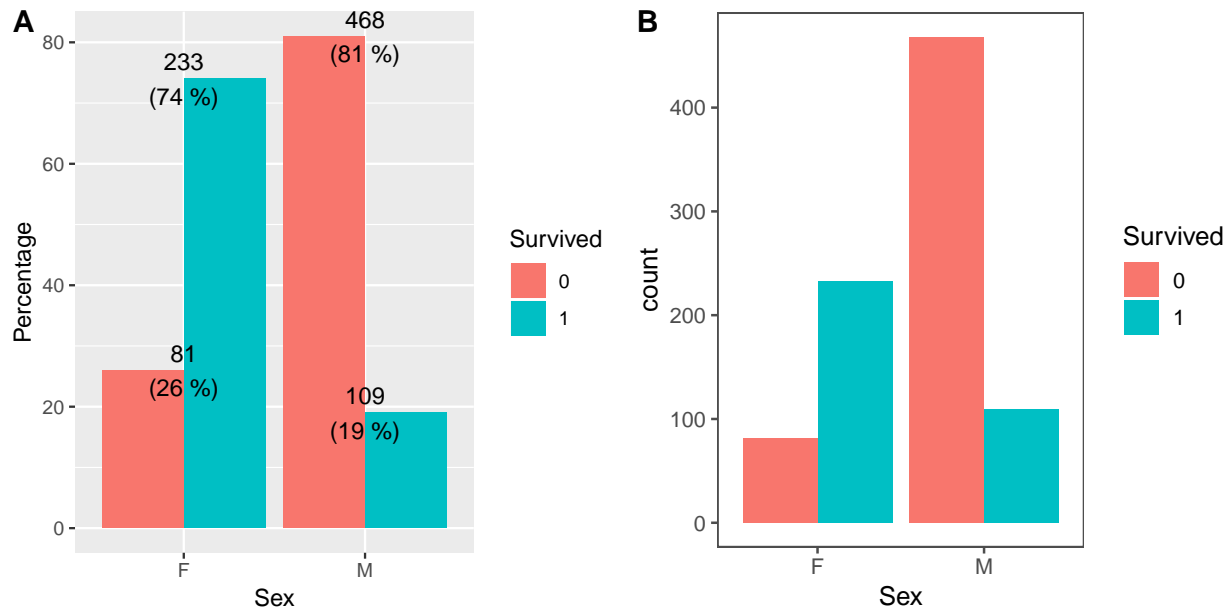 A
80
60
40
20
0
Percentage
468
(81 %)
233
(74 %)
81
(26 %)
109
(19 %)
F
M
Sex
Survived
0
1
B
400
300
200
100
0
count
F
M
Sex
Survived
0
1